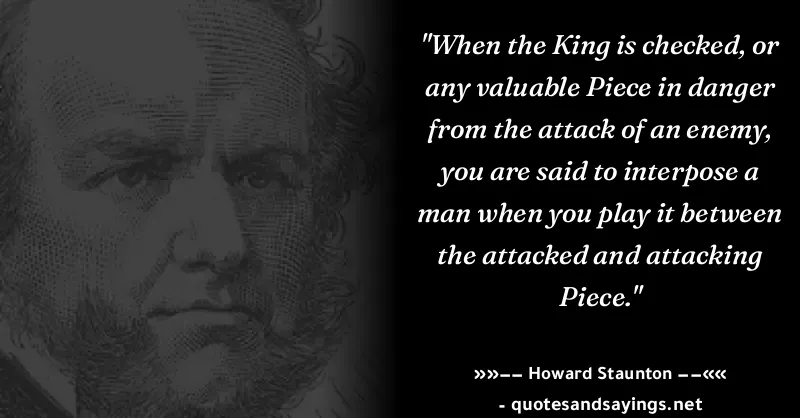 "When the King is checked, or
any valuable Piece in danger
from the attack of an enemy,
you are said to interpose a
man when you play it between
the attacked and attacking
Piece."
»»−− Howard Staunton −−««
- quotesandsayings.net